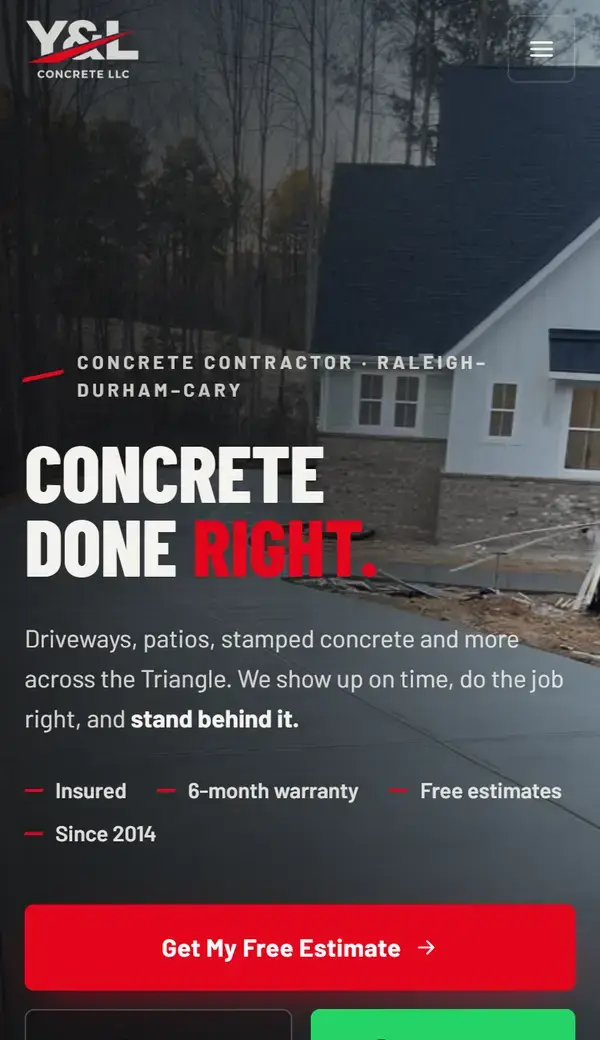 Y&L
CONCRETE LLC
CONCRETE CONTRACTOR · RALEIGH–
DURHAM–CARY
CONCRETE
DONE RIGHT.
Driveways, patios, stamped concrete and more
across the Triangle. We show up on time, do the job
right, and stand behind it.
Insured 6-month warranty Free estimates
Since 2014
Get My Free Estimate →